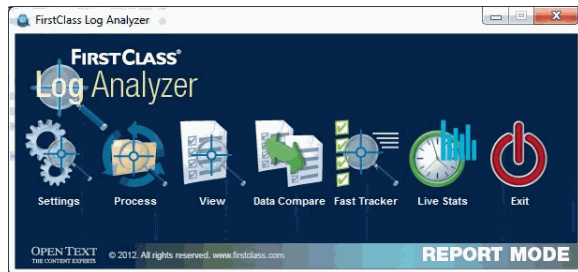 FirstClass Log Analyzer
FIRSTCLASS®
Log Analyzer
Settings Process View Data Compare Fast Tracker Live Stats Exit
OPEN TEXT © 2012. All rights reserved. www.firstclass.com REPORT MODE
THE CONTENT EXPERTS